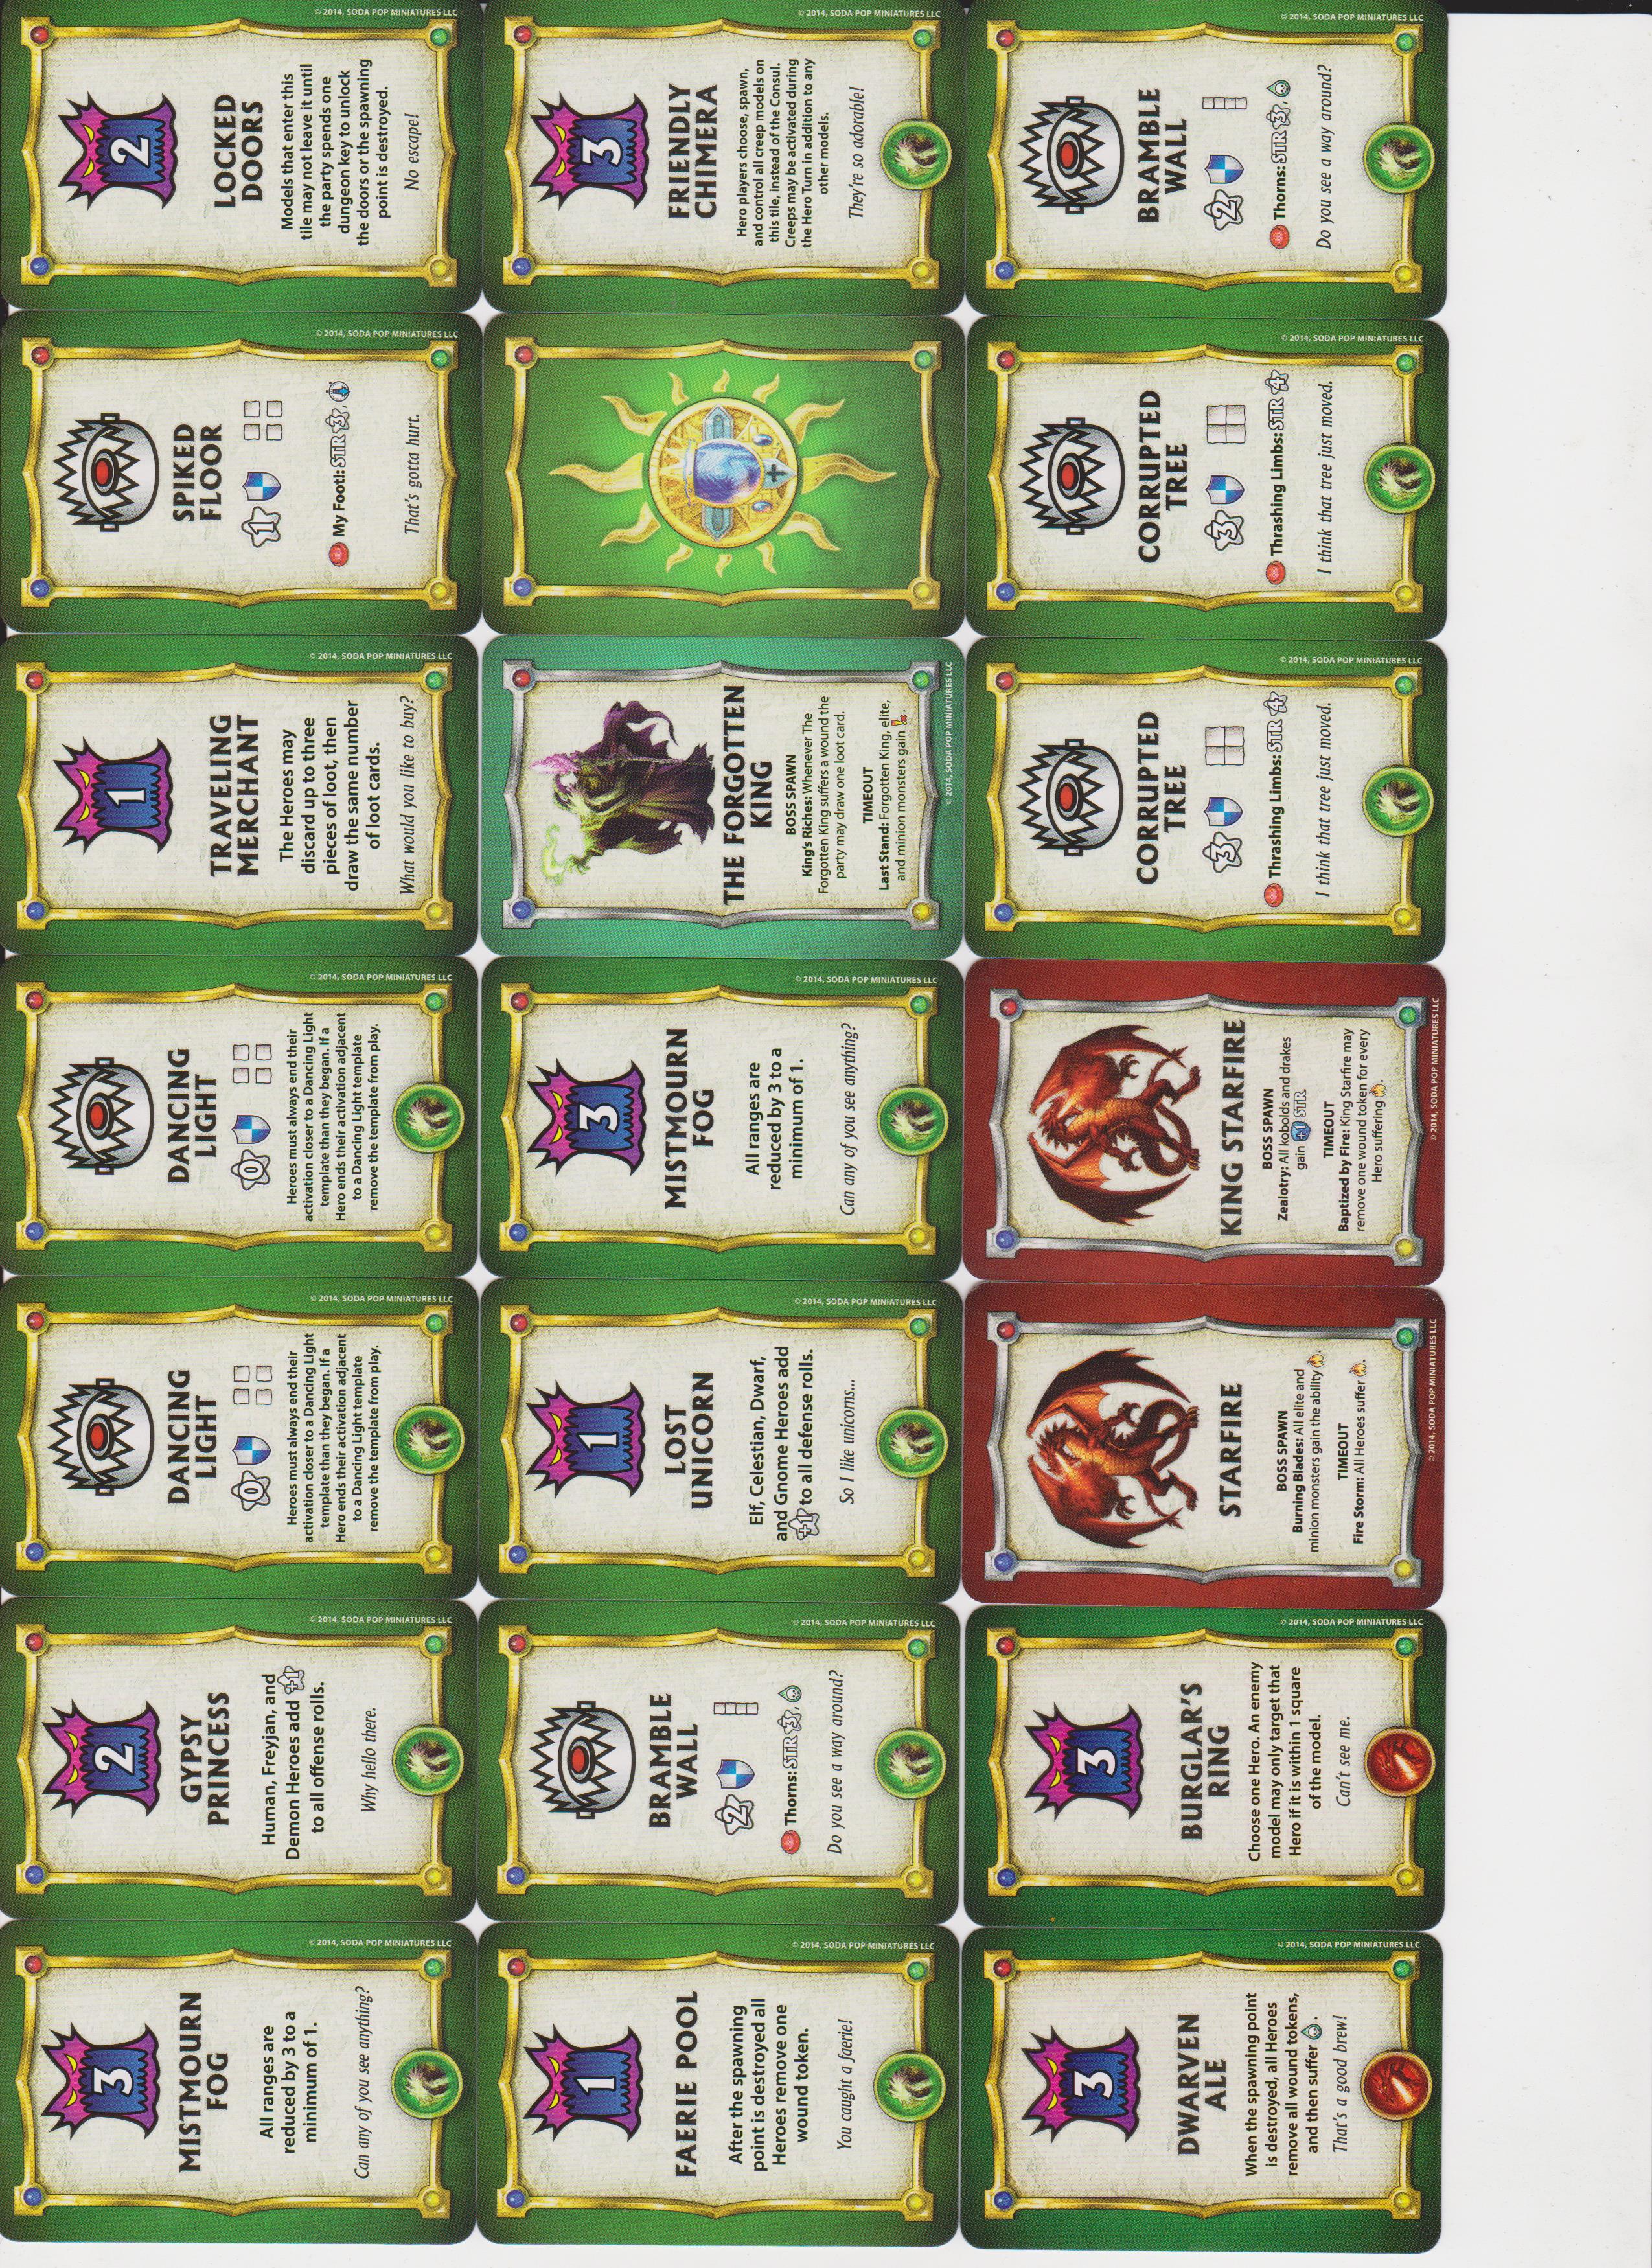 3
MISTMOURN
FOG
All ranges are
reduced by 3 to a
minimum of 1.
Can any of you see anything?
© 2014, SODA POP MINIATURES LLC
2
GYPSY
PRINCESS
Human, Freyjan, and
Demon Heroes add +1
to all offense rolls.
Why hello there.
© 2014, SODA POP MINIATURES LLC
DANCING
LIGHT
0
Heroes must always end their
activation closer to a Dancing Light
template than they began. If a
Hero ends their activation adjacent
to a Dancing Light template
remove the template from play.
© 2014, SODA POP MINIATURES LLC
DANCING
LIGHT
0
Heroes must always end their
activation closer to a Dancing Light
template than they began. If a
Hero ends their activation adjacent
to a Dancing Light template
remove the template from play.
© 2014, SODA POP MINIATURES LLC
1
TRAVELING
MERCHANT
The Heroes may
discard up to three
pieces of loot, then
draw the same number
of loot cards.
What would you like to buy?
© 2014, SODA POP MINIATURES LLC
SPIKED
FLOOR
1
My Foot!: STR 3,
That's gotta hurt.
© 2014, SODA POP MINIATURES LLC
2
LOCKED
DOORS
Models that enter this
tile may not leave it until
the party spends one
dungeon key to unlock
the doors or the spawning
point is destroyed.
No escape!
© 2014, SODA POP MINIATURES LLC
1
FAERIE POOL
After the spawning
point is destroyed all
Heroes remove one
wound token.
You caught a faerie!
© 2014, SODA POP MINIATURES LLC
BRAMBLE
WALL
2
Thorns: STR 3,
Do you see a way around?
© 2014, SODA POP MINIATURES LLC
1
LOST
UNICORN
Elf, Celestian, Dwarf,
and Gnome Heroes add
+1 to all defense rolls.
So I like unicorns...
© 2014, SODA POP MINIATURES LLC
3
MISTMOURN
FOG
All ranges are
reduced by 3 to a
minimum of 1.
Can any of you see anything?
© 2014, SODA POP MINIATURES LLC
THE FORGOTTEN
KING
BOSS SPAWN
King's Riches: Whenever The
Forgotten King suffers a wound the
party may draw one loot card.
TIMEOUT
Last Stand: Forgotten King, elite,
and minion monsters gain .
© 2014, SODA POP MINIATURES LLC
3
FRIENDLY
CHIMERA
Hero players choose, spawn,
and control all creep models on
this tile, instead of the Consul.
Creeps may be activated during
the Hero Turn in addition to any
other models.
They're so adorable!
© 2014, SODA POP MINIATURES LLC
3
DWARVEN
ALE
When the spawning point
is destroyed, all Heroes
remove all wound tokens,
and then suffer .
That's a good brew!
© 2014, SODA POP MINIATURES LLC
3
BURGLAR'S
RING
Choose one Hero. An enemy
model may only target that
Hero if it is within 1 square
of the model.
Can't see me.
© 2014, SODA POP MINIATURES LLC
STARFIRE
BOSS SPAWN
Burning Blades: All elite and
minion monsters gain the ability .
TIMEOUT
Fire Storm: All Heroes suffer .
© 2014, SODA POP MINIATURES LLC
KING STARFIRE
BOSS SPAWN
Zealotry: All kobolds and drakes
gain +1 STR
TIMEOUT
Baptized by Fire: King Starfire may
remove one wound token for every
Hero suffering .
© 2014, SODA POP MINIATURES LLC
CORRUPTED
TREE
3
Thrashing Limbs: STR 4
I think that tree just moved.
© 2014, SODA POP MINIATURES LLC
CORRUPTED
TREE
3
Thrashing Limbs: STR 4
I think that tree just moved.
© 2014, SODA POP MINIATURES LLC
BRAMBLE
WALL
2
Thorns: STR 3,
Do you see a way around?
© 2014, SODA POP MINIATURES LLC